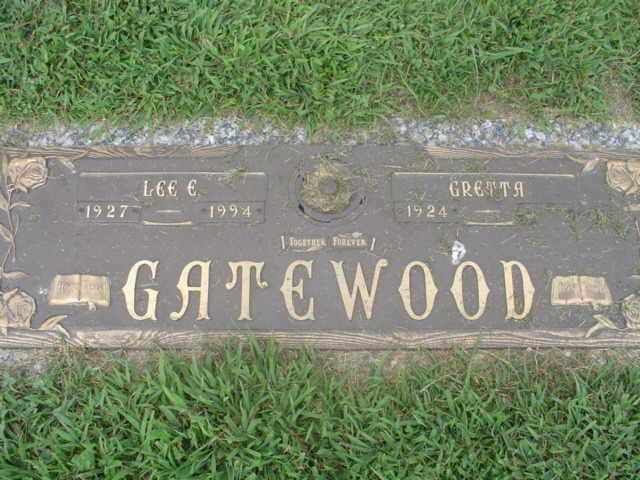 LEE E.
1927 1994
GRETTA
1924
TOGETHER FOREVER
GATEWOOD